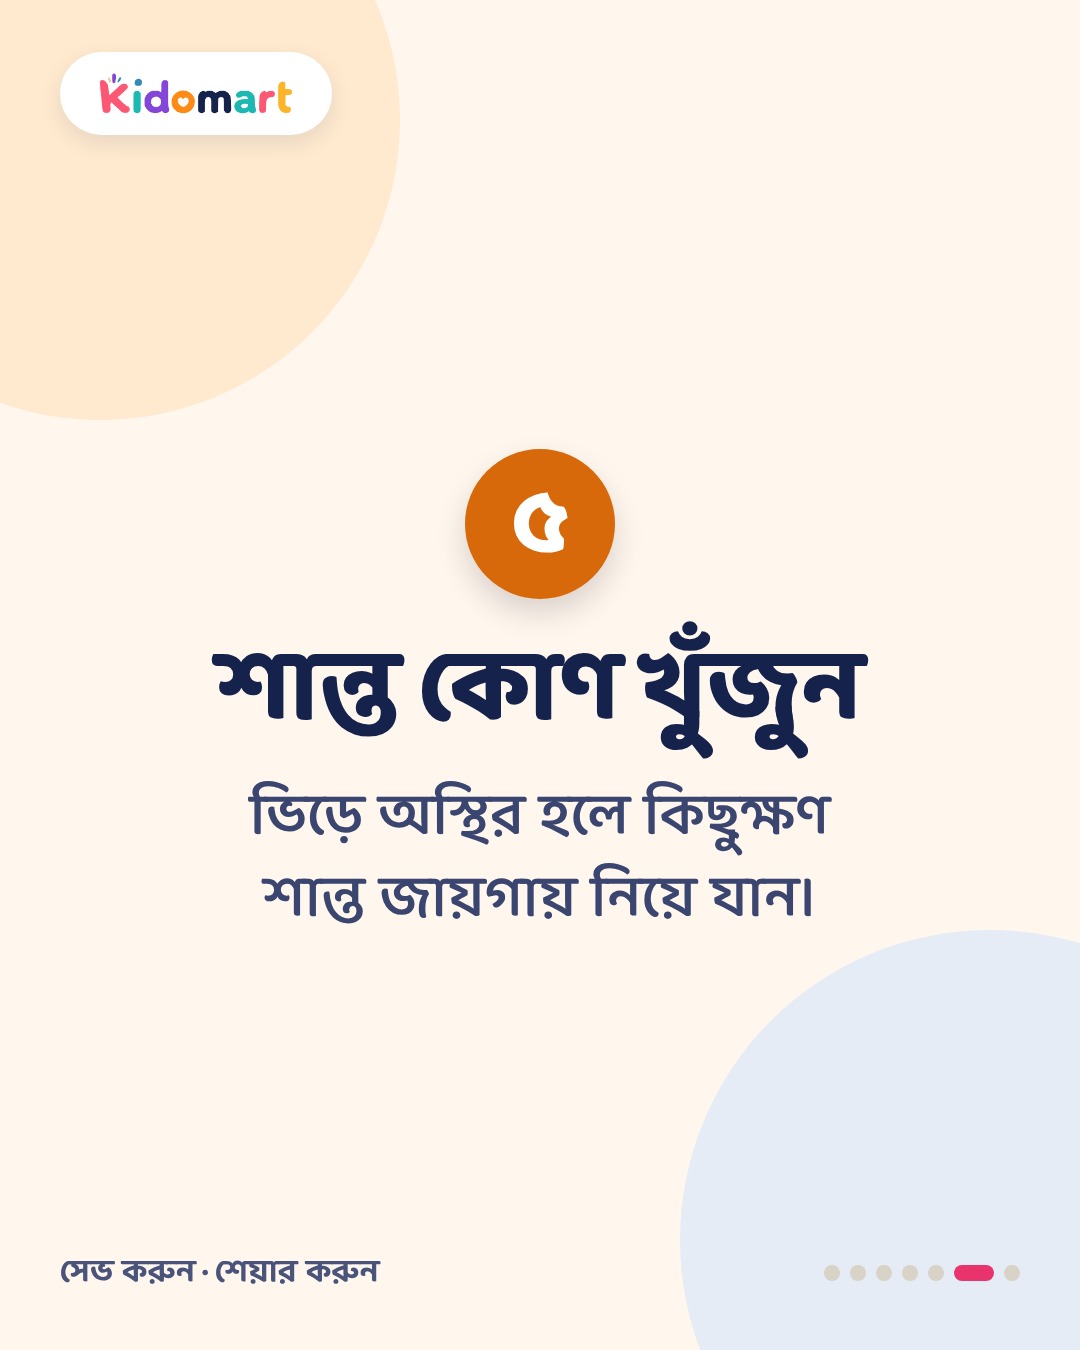 Kidomart
৫
শান্ত কোণ খুঁজুন
ভিড়ে অস্থির হলে কিছুক্ষণ
শান্ত জায়গায় নিয়ে যান।
সেভ করুন · শেয়ার করুন